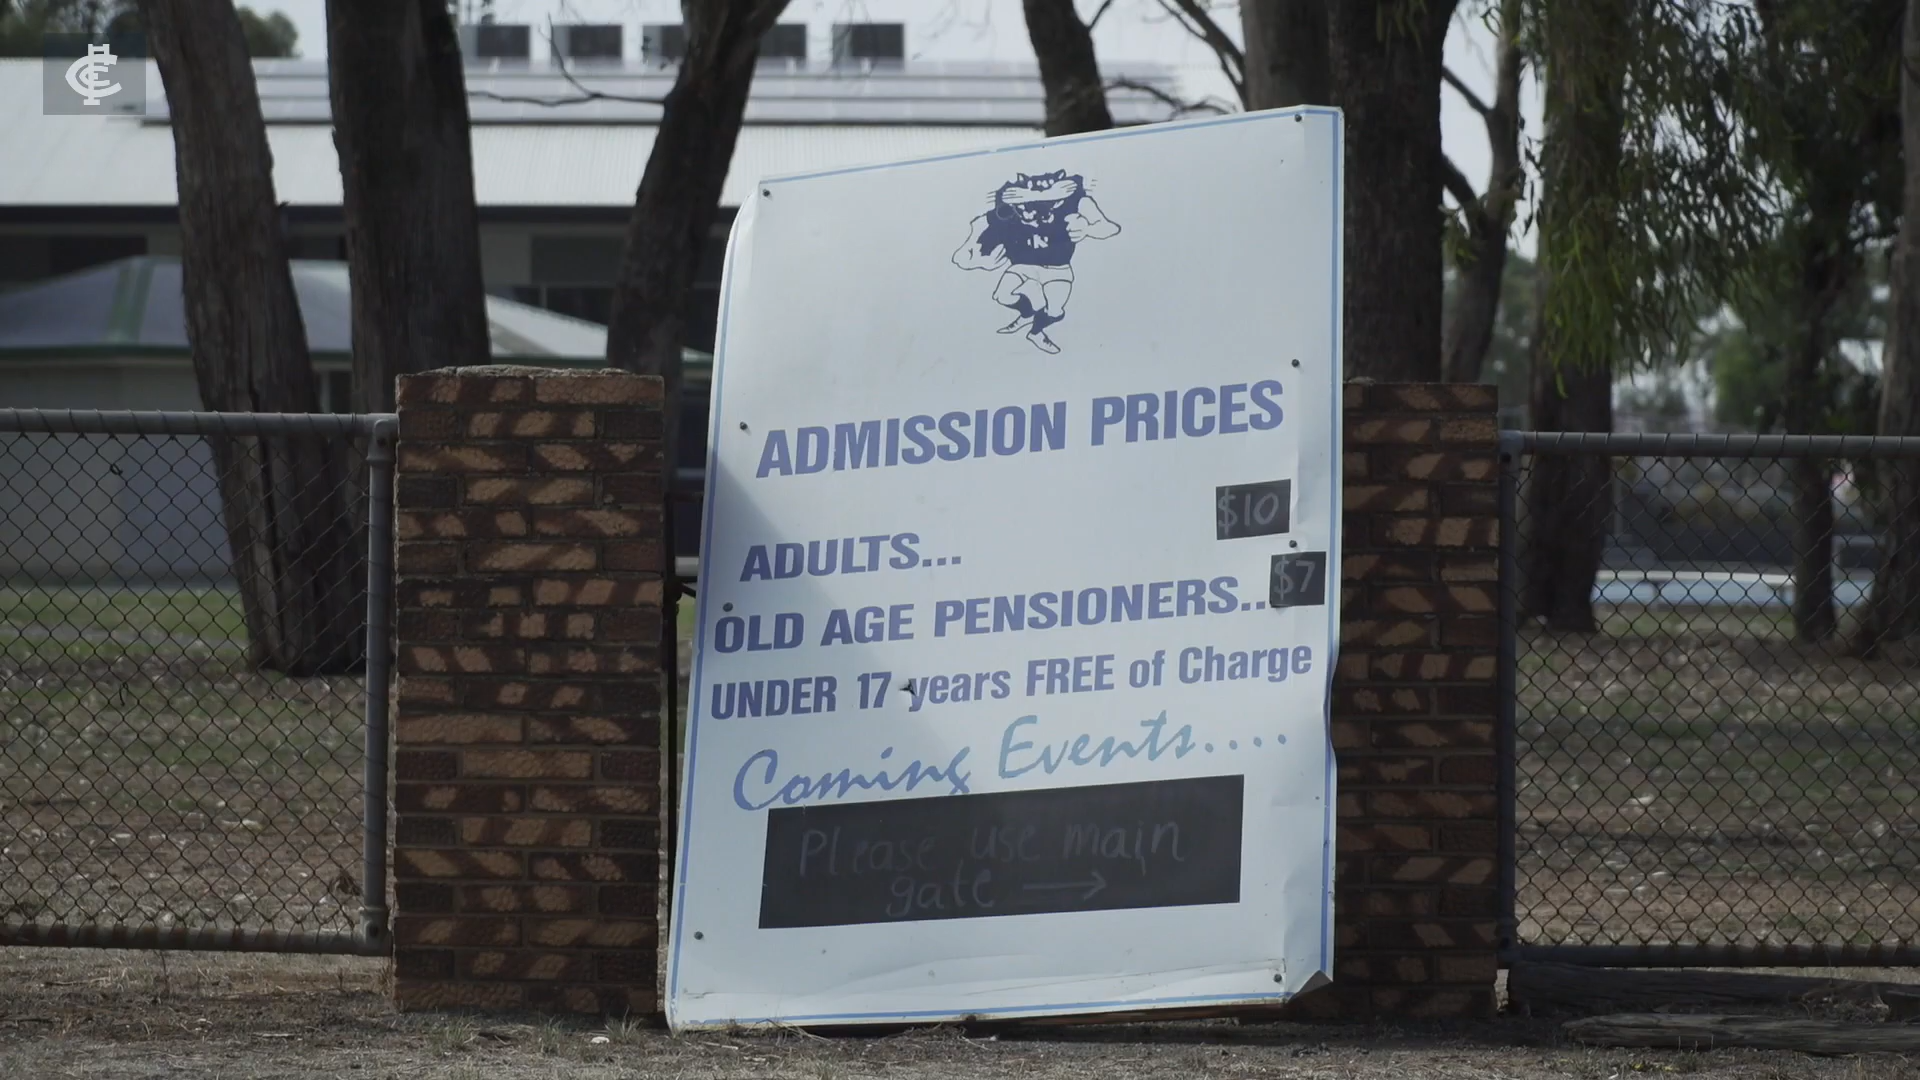 CFC
N
ADMISSION PRICES
$10
ADULTS...
OLD AGE PENSIONERS.. $7
UNDER 17 years FREE of Charge
Coming Events....
Please use main
gate →